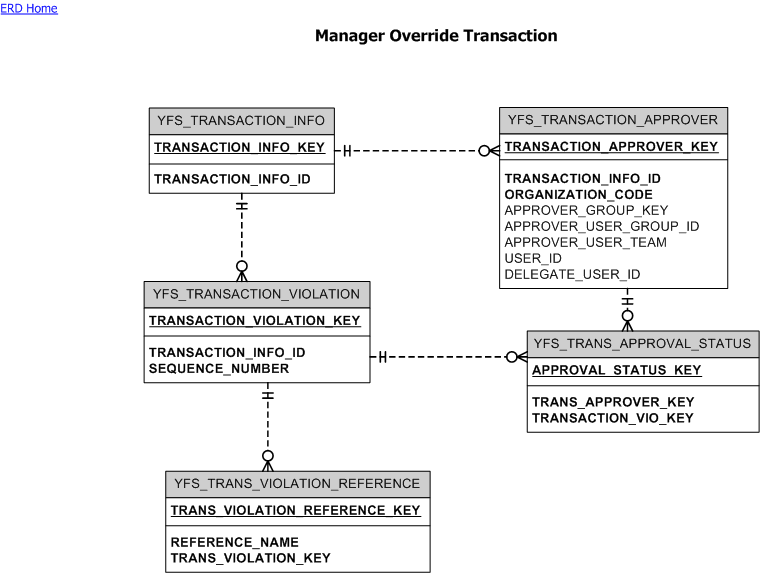 ERD Home
Manager Override Transaction
YFS_TRANSACTION_INFO
TRANSACTION_INFO_KEY
TRANSACTION_INFO_ID
YFS_TRANSACTION_APPROVER
TRANSACTION_APPROVER_KEY
TRANSACTION_INFO_ID
ORGANIZATION_CODE
APPROVER_GROUP_KEY
APPROVER_USER_GROUP_ID
APPROVER_USER_TEAM
USER_ID
DELEGATE_USER_ID
YFS_TRANSACTION_VIOLATION
TRANSACTION_VIOLATION_KEY
TRANSACTION_INFO_ID
SEQUENCE_NUMBER
YFS_TRANS_APPROVAL_STATUS
APPROVAL_STATUS_KEY
TRANS_APPROVER_KEY
TRANSACTION_VIO_KEY
YFS_TRANS_VIOLATION_REFERENCE
TRANS_VIOLATION_REFERENCE_KEY
REFERENCE_NAME
TRANS_VIOLATION_KEY